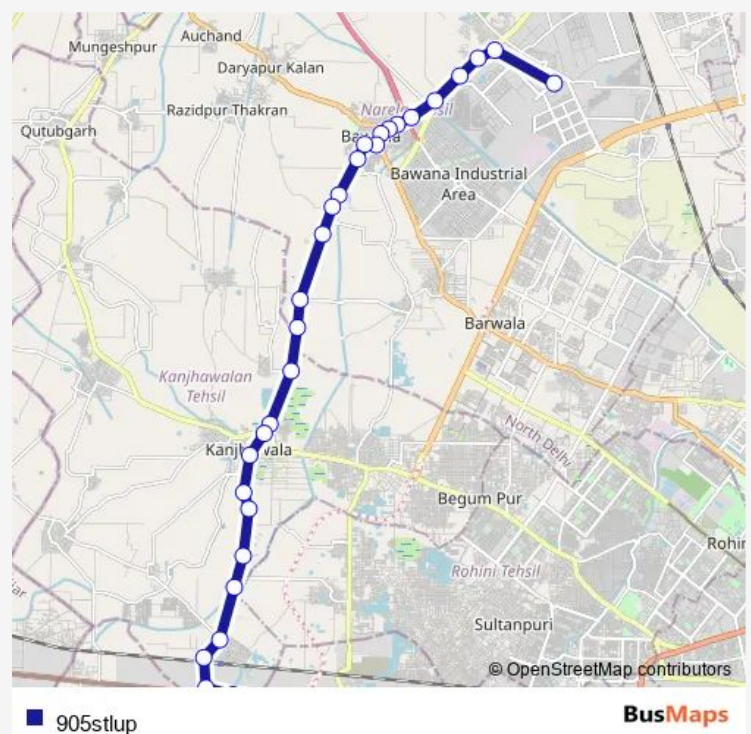 Auchand
Mungeshpur
Daryapur Kalan
Razidpur Thakran
Qutubgarh
Bawana Industrial
Area
Barwala
Kanjhawalan
Tehsil
North Delhi
Begum Pur
Rohini Tehsil
Sultanpuri
© OpenStreetMap contributors
905stlup
BusMaps